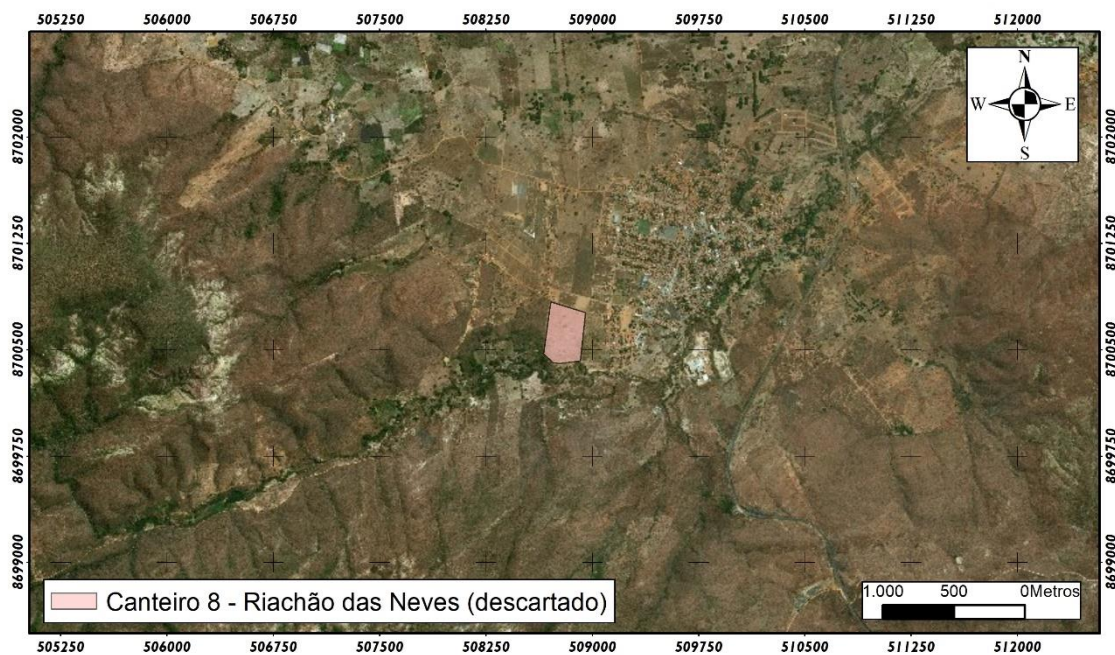 505250 506000 506750 507500 508250 509000 509750 510500 511250 512000
N
W E
S
8702000 8702000
8701250 8701250
8700500 8700500
8699750 8699750
8699000 8699000
Canteiro 8 - Riachão das Neves (descartado)
1.000 500 0Metros
505250 506000 506750 507500 508250 509000 509750 510500 511250 512000